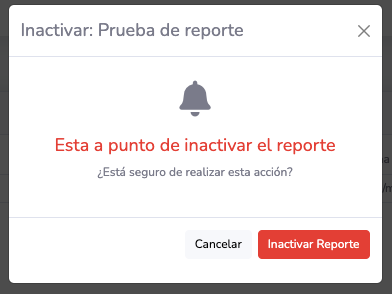 Inactivar: Prueba de reporte
Esta a punto de inactivar el reporte
¿Está seguro de realizar esta acción?
Cancelar
Inactivar Reporte